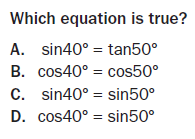 Which equation is true?
A. sin40° = tan50°
B. cos40° = cos50°
C. sin40° = sin50°
D. cos40° = sin50°